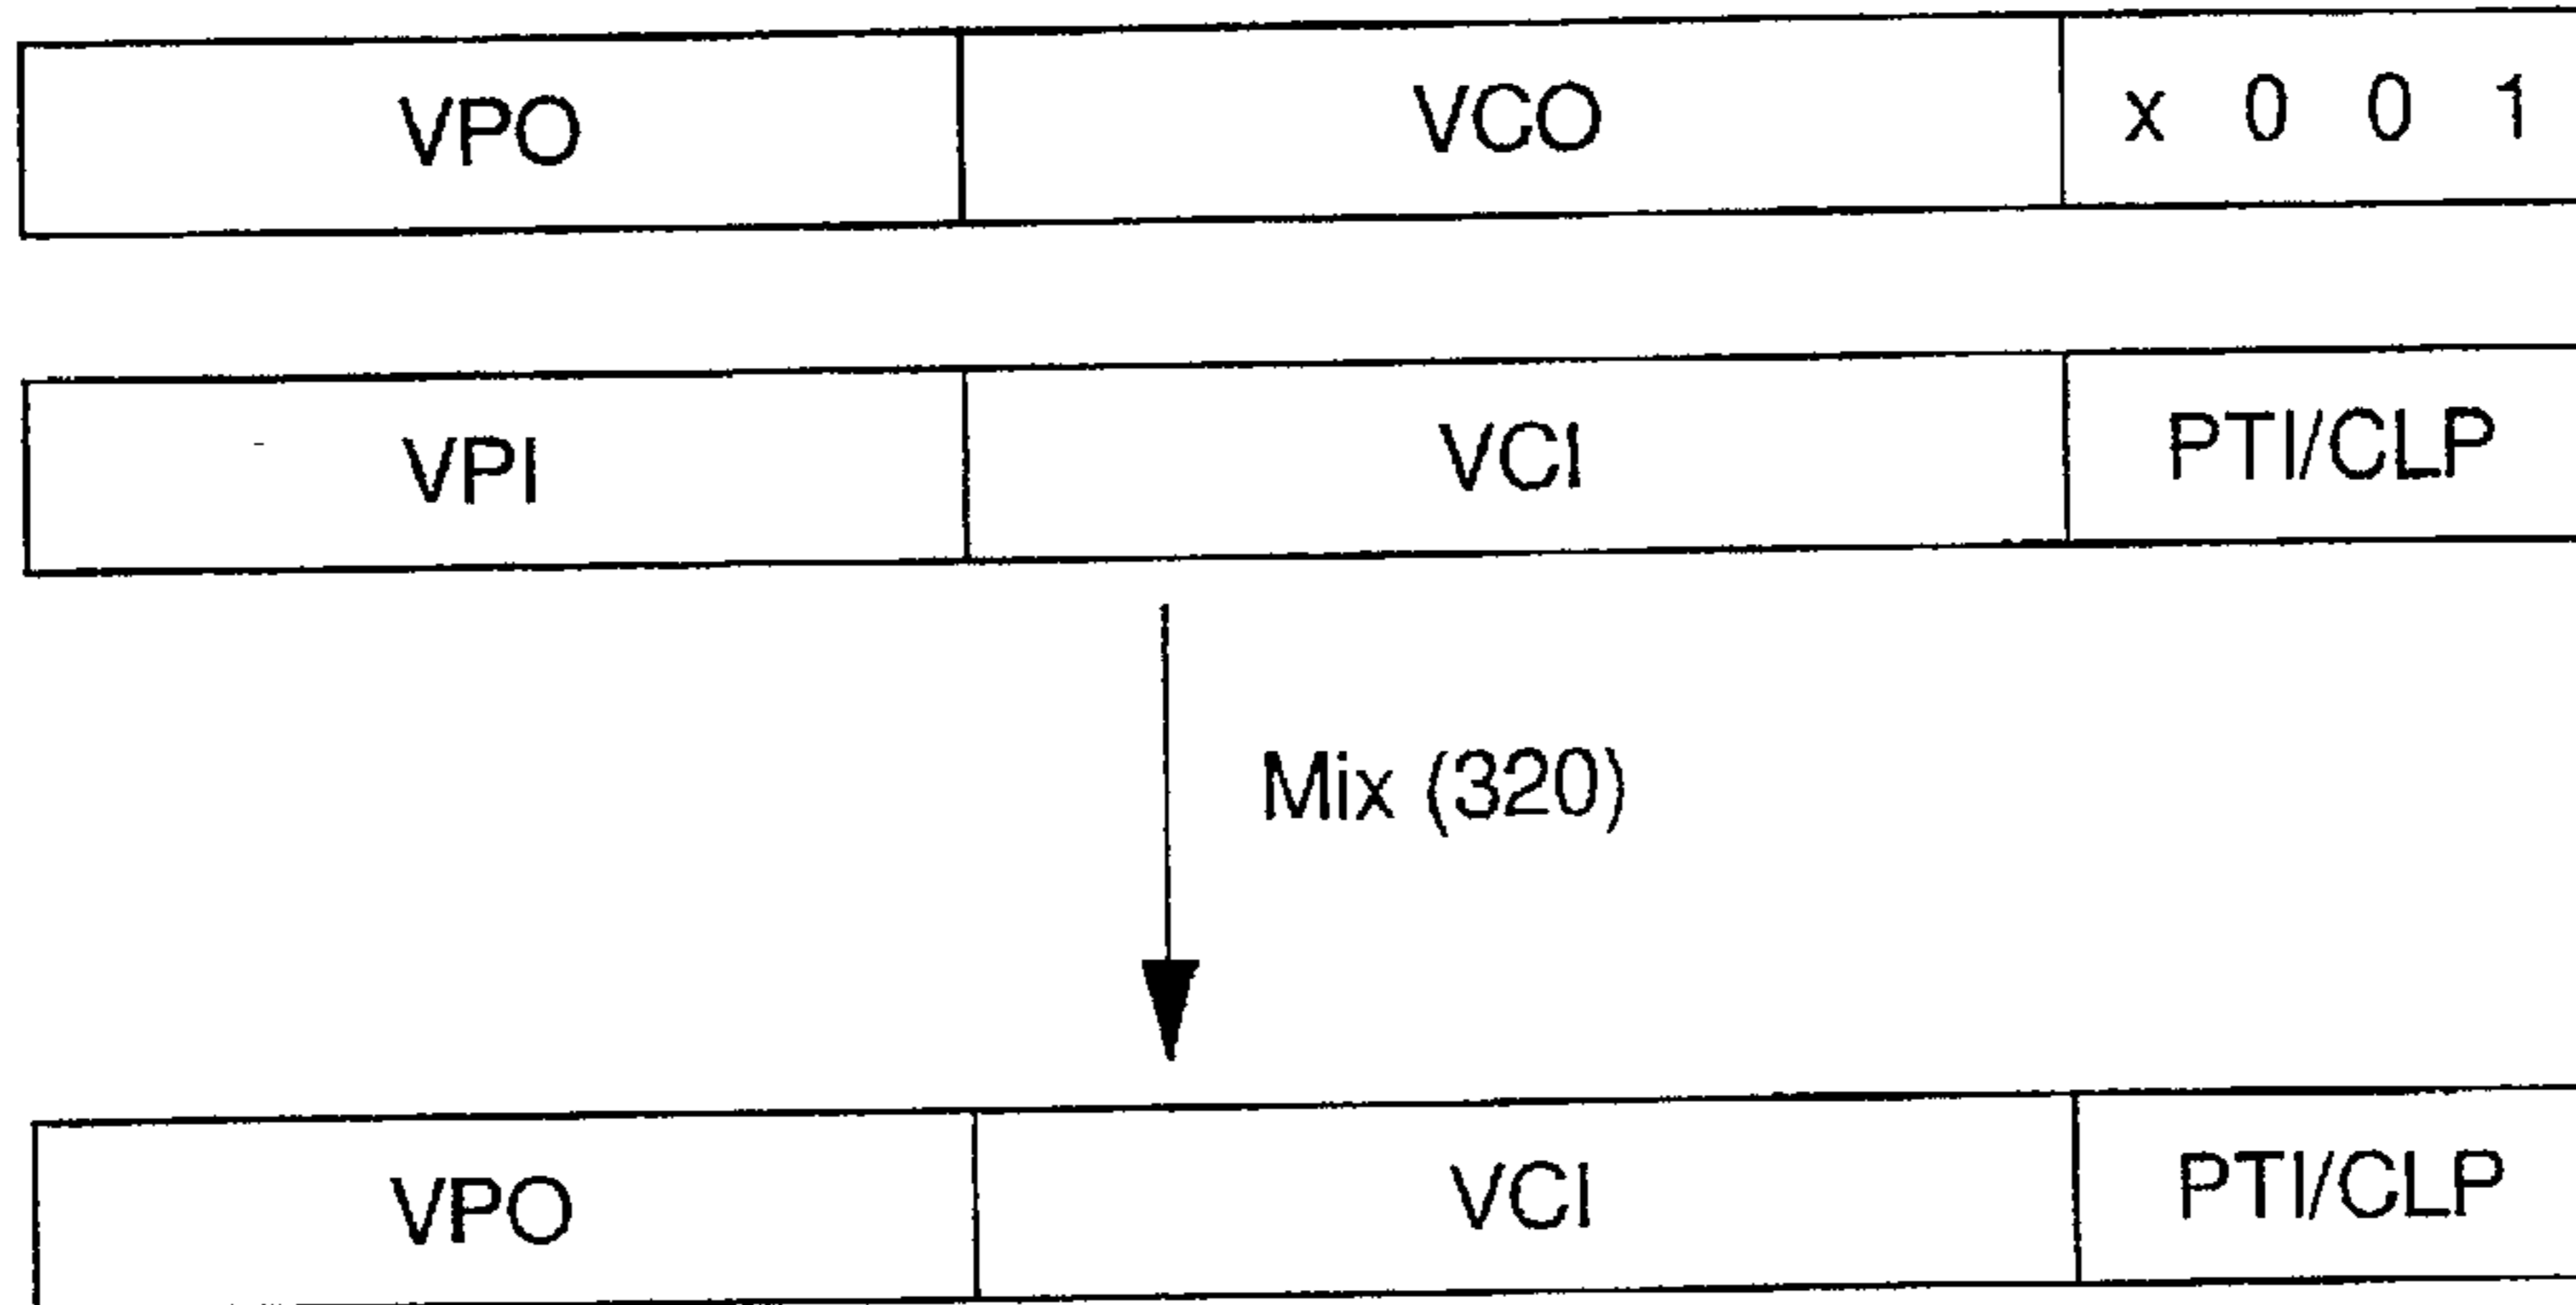 VPO VCO x 0 0 1
VPI VCI PTI/CLP
Mix (320)
VPO VCI PTI/CLP